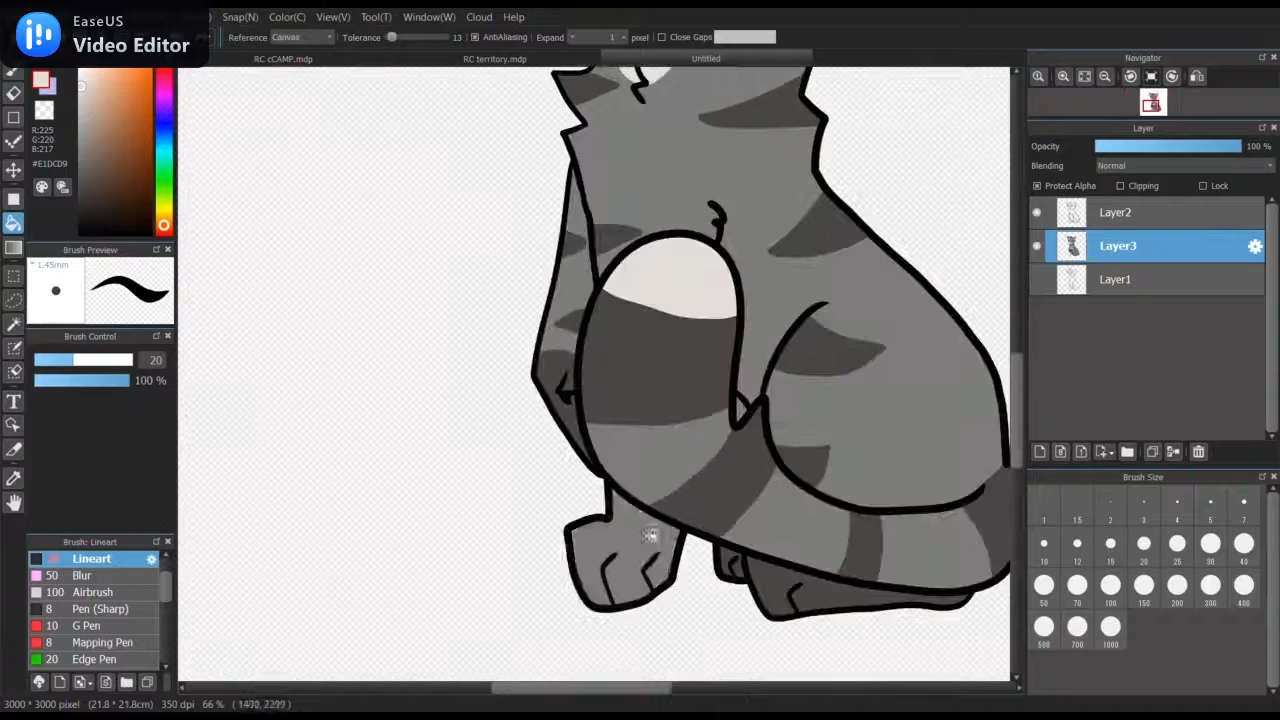 EaseUS
Video Editor
Snap(N) Color(C) View(V) Tool(T) Window(W) Cloud Help
Reference Canvas Tolerance 13 AntiAliasing Expand 1 pixel Close Gaps
RC cCAMP.mdp RC territory.mdp Untitled
Navigator
R:225
G:220
B:217
#E1DCD9
Layer
Opacity 100 %
Blending Normal
Protect Alpha Clipping Lock
Layer2
Layer3
Layer1
Brush Preview
1.45mm
Brush Control
20
100 %
Brush Size
1 1.5 2 3 4 5 7
10 12 15 20 25 30 40
50 70 100 150 200 300 400
500 700 1000
Brush: Lineart
Lineart
50 Blur
100 Airbrush
8 Pen (Sharp)
10 G Pen
8 Mapping Pen
20 Edge Pen
3000 * 3000 pixel (21.8 * 21.8cm) 350 dpi 66 %